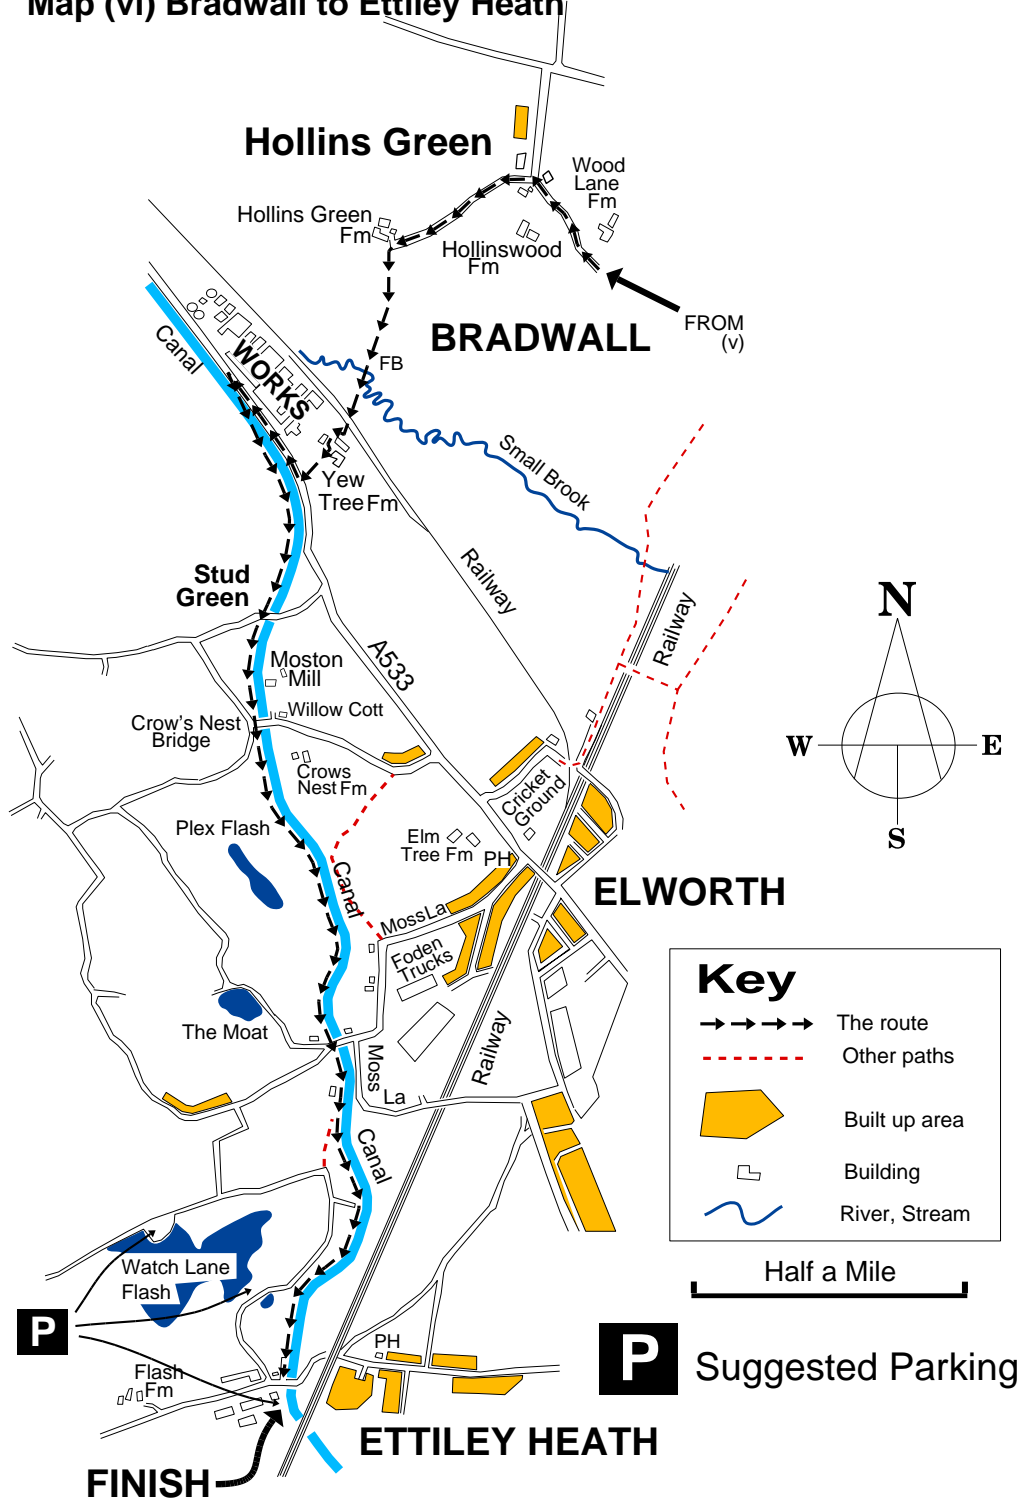 Map (vi) Bradwall to Ettiley Heath
Hollins Green
Wood
Lane
Fm
Hollins Green
Fm
Hollinswood
Fm
FROM
(v)
BRADWALL
Canal
WORKS
FB
Small Brook
Yew
Tree Fm
Railway
Stud
Green
Railway
N
A533
Moston
Mill
Willow Cott
Crow's Nest
Bridge
W
E
Crows
Nest Fm
Cricket
Ground
Plex Flash
Elm
Tree Fm
PH
S
Canal
ELWORTH
Moss La
Foden
Trucks
Key
The Moat
Railway
The route
Other paths
Moss
La
Built up area
Canal
Building
River, Stream
Watch Lane
Flash
Half a Mile
P
PH
Flash
Fm
P
Suggested Parking
ETTILEY HEATH
FINISH